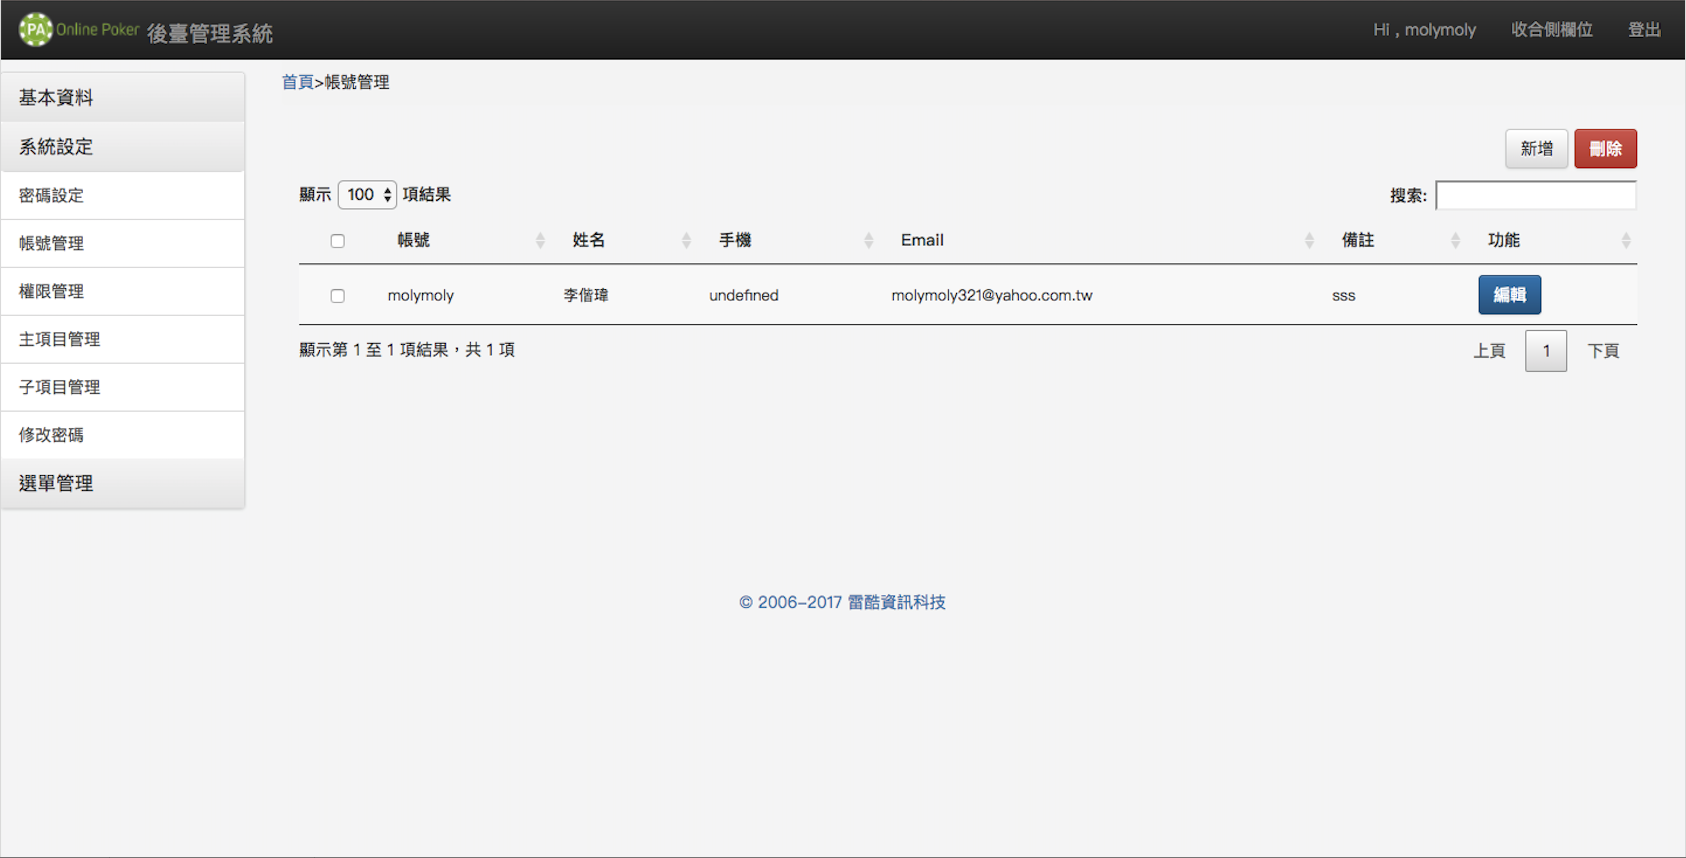 PA Online Poker 後臺管理系統
Hi , molymoly 收合側欄位 登出
基本資料
系統設定
密碼設定
帳號管理
權限管理
主項目管理
子項目管理
修改密碼
選單管理
首頁>帳號管理
新增 刪除
顯示 100 項結果
搜索:
帳號 姓名 手機 Email 備註 功能
molymoly 李偕瑋 undefined molymoly321@yahoo.com.tw sss 編輯
顯示第 1 至 1 項結果，共 1 項
上頁 1 下頁
© 2006-2017 雷酷資訊科技